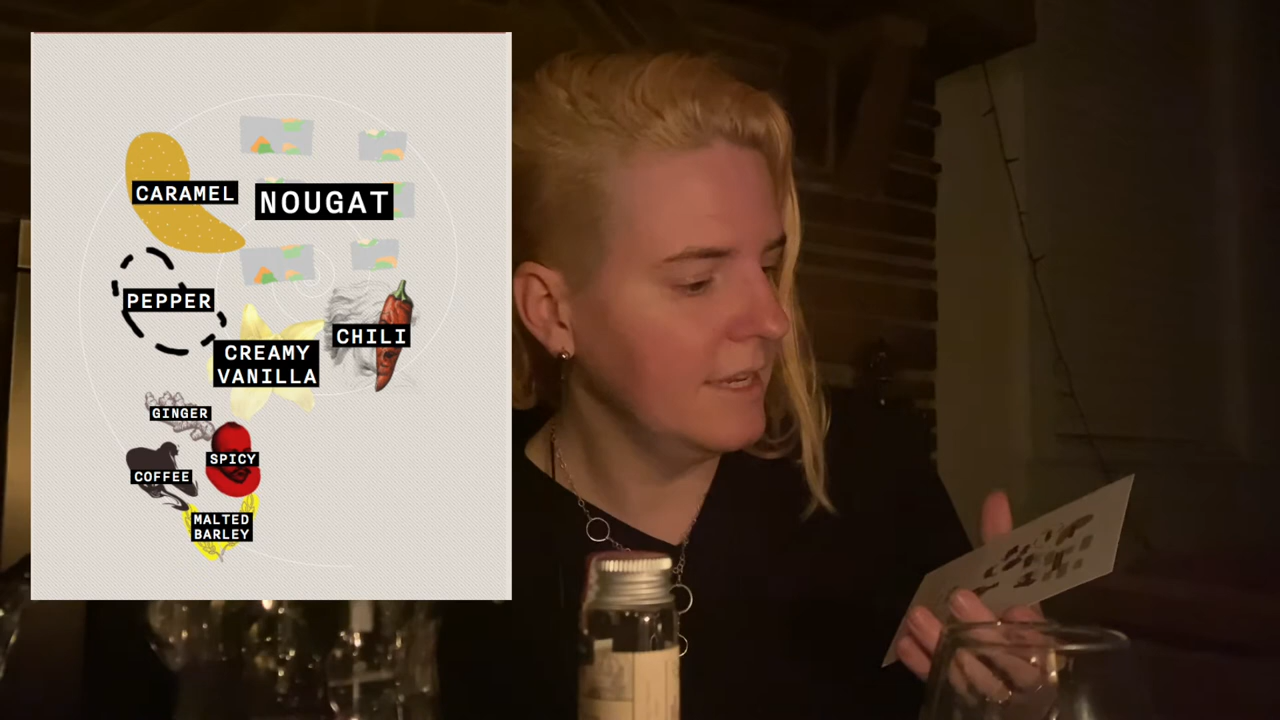 CARAMEL
NOUGAT
PEPPER
CHILI
CREAMY
VANILLA
GINGER
SPICY
COFFEE
MALTED
BARLEY